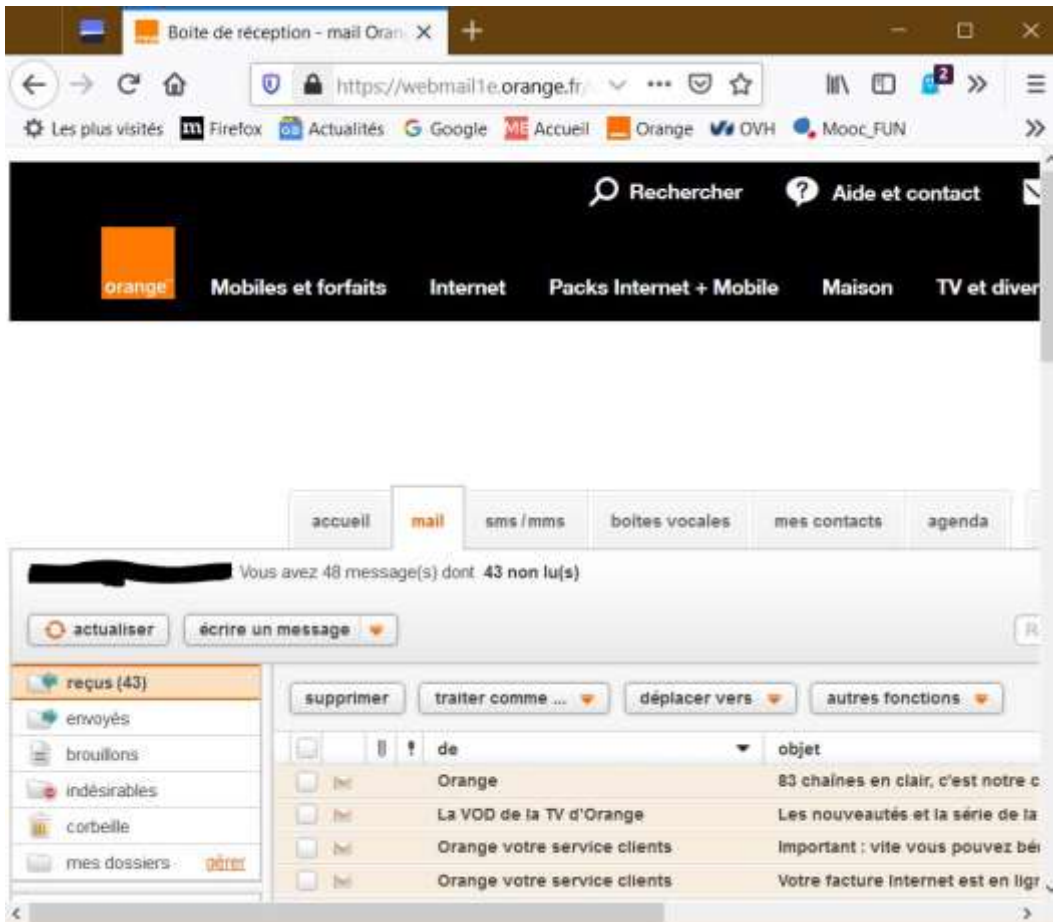 Boite de réception - mail Oran
2
https://webmail1e.orange.fr/
Les plus visités Firefox Actualités Google Accueil Orange OVH Mooc_FUN
Rechercher Aide et contact
orange Mobiles et forfaits Internet Packs Internet + Mobile Maison TV et diver
accueil mail sms/mms boîtes vocales mes contacts agenda
Vous avez 48 message(s) dont 43 non lu(s)
actualiser écrire un message R
reçus (43)
supprimer traiter comme ... déplacer vers autres fonctions
envoyés
brouillons
de objet
indésirables
Orange 83 chaînes en clair, c'est notre c
corbeille
La VOD de la TV d'Orange Les nouveautés et la série de la
mes dossiers gérer
Orange votre service clients Important : vite vous pouvez bén
Orange votre service clients Votre facture Internet est en lign